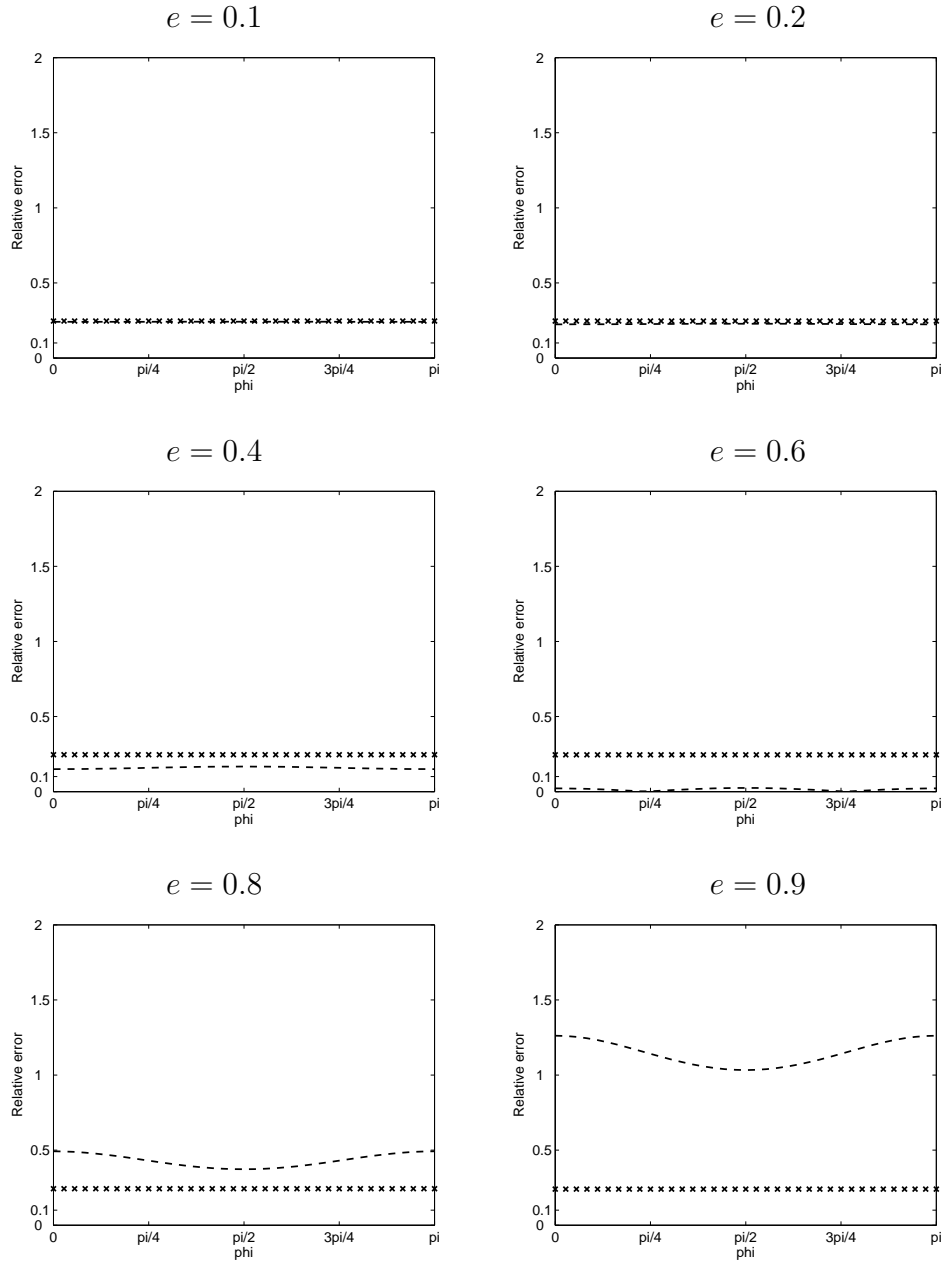 e = 0.1
2
1.5
1
0.5
0.1
0
Relative error
0 pi/4 pi/2 3pi/4 pi
phi
e = 0.2
2
1.5
1
0.5
0.1
0
Relative error
0 pi/4 pi/2 3pi/4 pi
phi
e = 0.4
2
1.5
1
0.5
0.1
0
Relative error
0 pi/4 pi/2 3pi/4 pi
phi
e = 0.6
2
1.5
1
0.5
0.1
0
Relative error
0 pi/4 pi/2 3pi/4 pi
phi
e = 0.8
2
1.5
1
0.5
0.1
0
Relative error
0 pi/4 pi/2 3pi/4 pi
phi
e = 0.9
2
1.5
1
0.5
0.1
0
Relative error
0 pi/4 pi/2 3pi/4 pi
phi